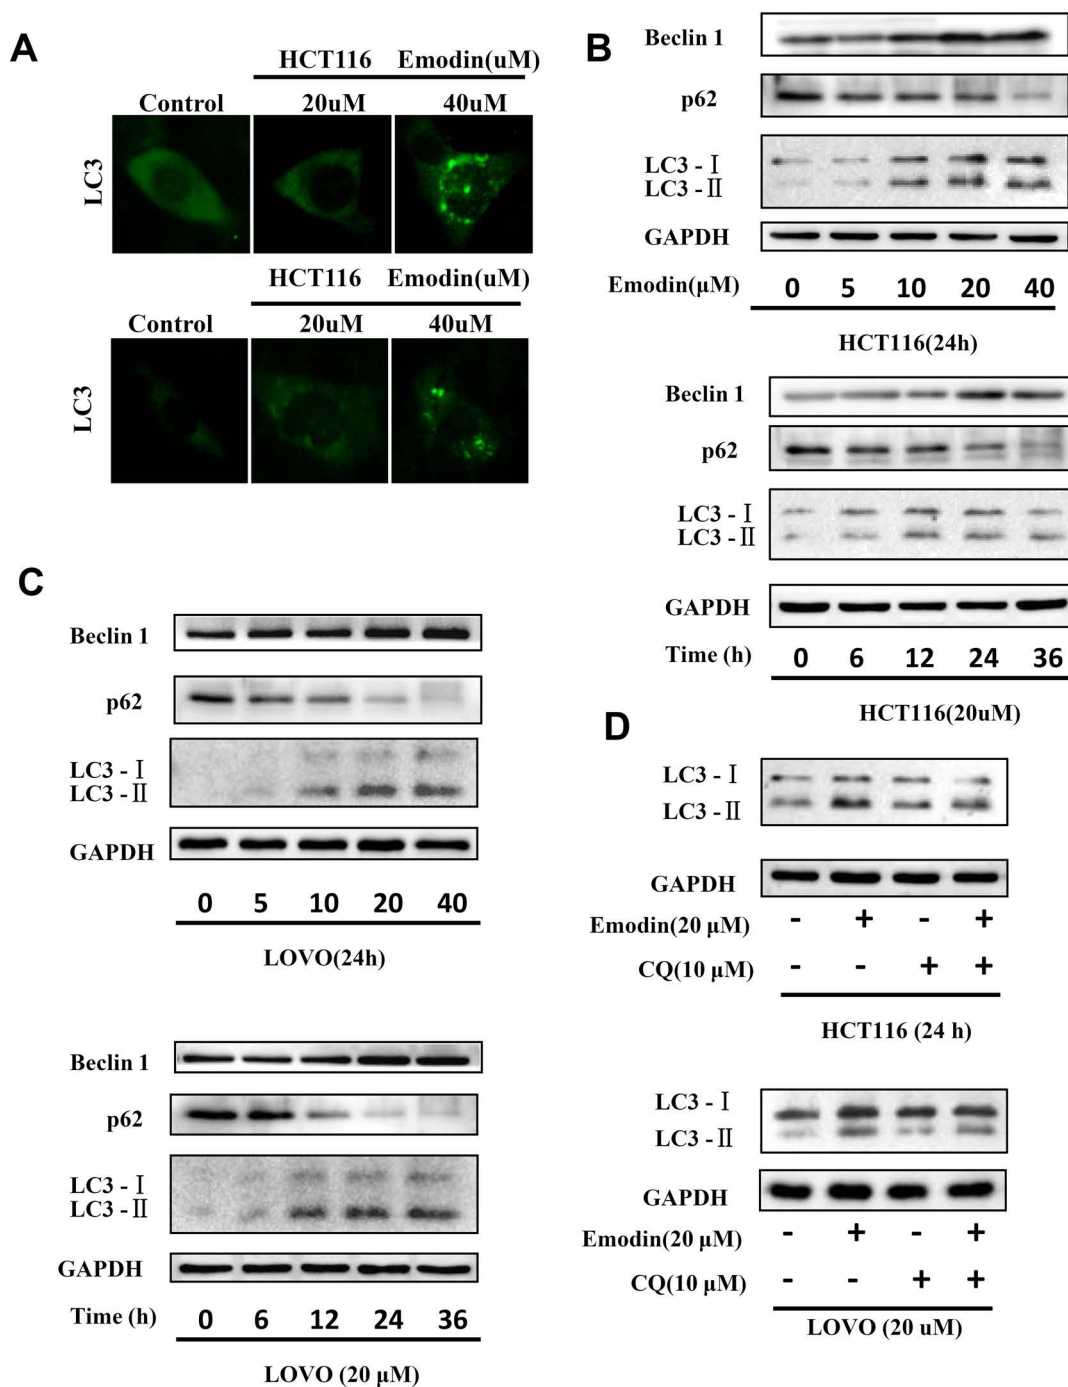 A
HCT116 Emodin(uM)
Control 20uM 40uM
LC3
HCT116 Emodin(uM)
Control 20uM 40uM
LC3
B
Beclin 1
p62
LC3 - Ⅰ
LC3 - Ⅱ
GAPDH
Emodin(μM) 0 5 10 20 40
HCT116(24h)
Beclin 1
p62
LC3 - Ⅰ
LC3 - Ⅱ
GAPDH
Time (h) 0 6 12 24 36
HCT116(20uM)
C
Beclin 1
p62
LC3 - Ⅰ
LC3 - Ⅱ
GAPDH
0 5 10 20 40
LOVO(24h)
Beclin 1
p62
LC3 - Ⅰ
LC3 - Ⅱ
GAPDH
Time (h) 0 6 12 24 36
LOVO (20 μM)
D
LC3 - Ⅰ
LC3 - Ⅱ
GAPDH
Emodin(20 μM) - + - +
CQ(10 μM) - - + +
HCT116 (24 h)
LC3 - Ⅰ
LC3 - Ⅱ
GAPDH
Emodin(20 μM) - + - +
CQ(10 μM) - - + +
LOVO (20 uM)